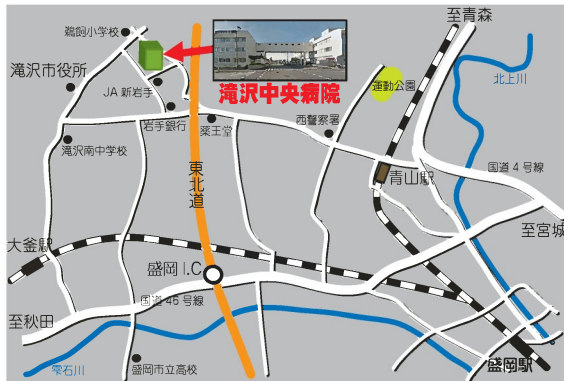 鵜飼小学校
至青森
滝沢市役所
滝沢中央病院
北上川
運動公園
JA 新岩手
岩手銀行
薬王堂
西警察署
滝沢南中学校
東北道
青山駅
国道4号線
至宮城
大釜駅
盛岡I.C
国道46号線
至秋田
雫石川
盛岡市立高校
盛岡駅